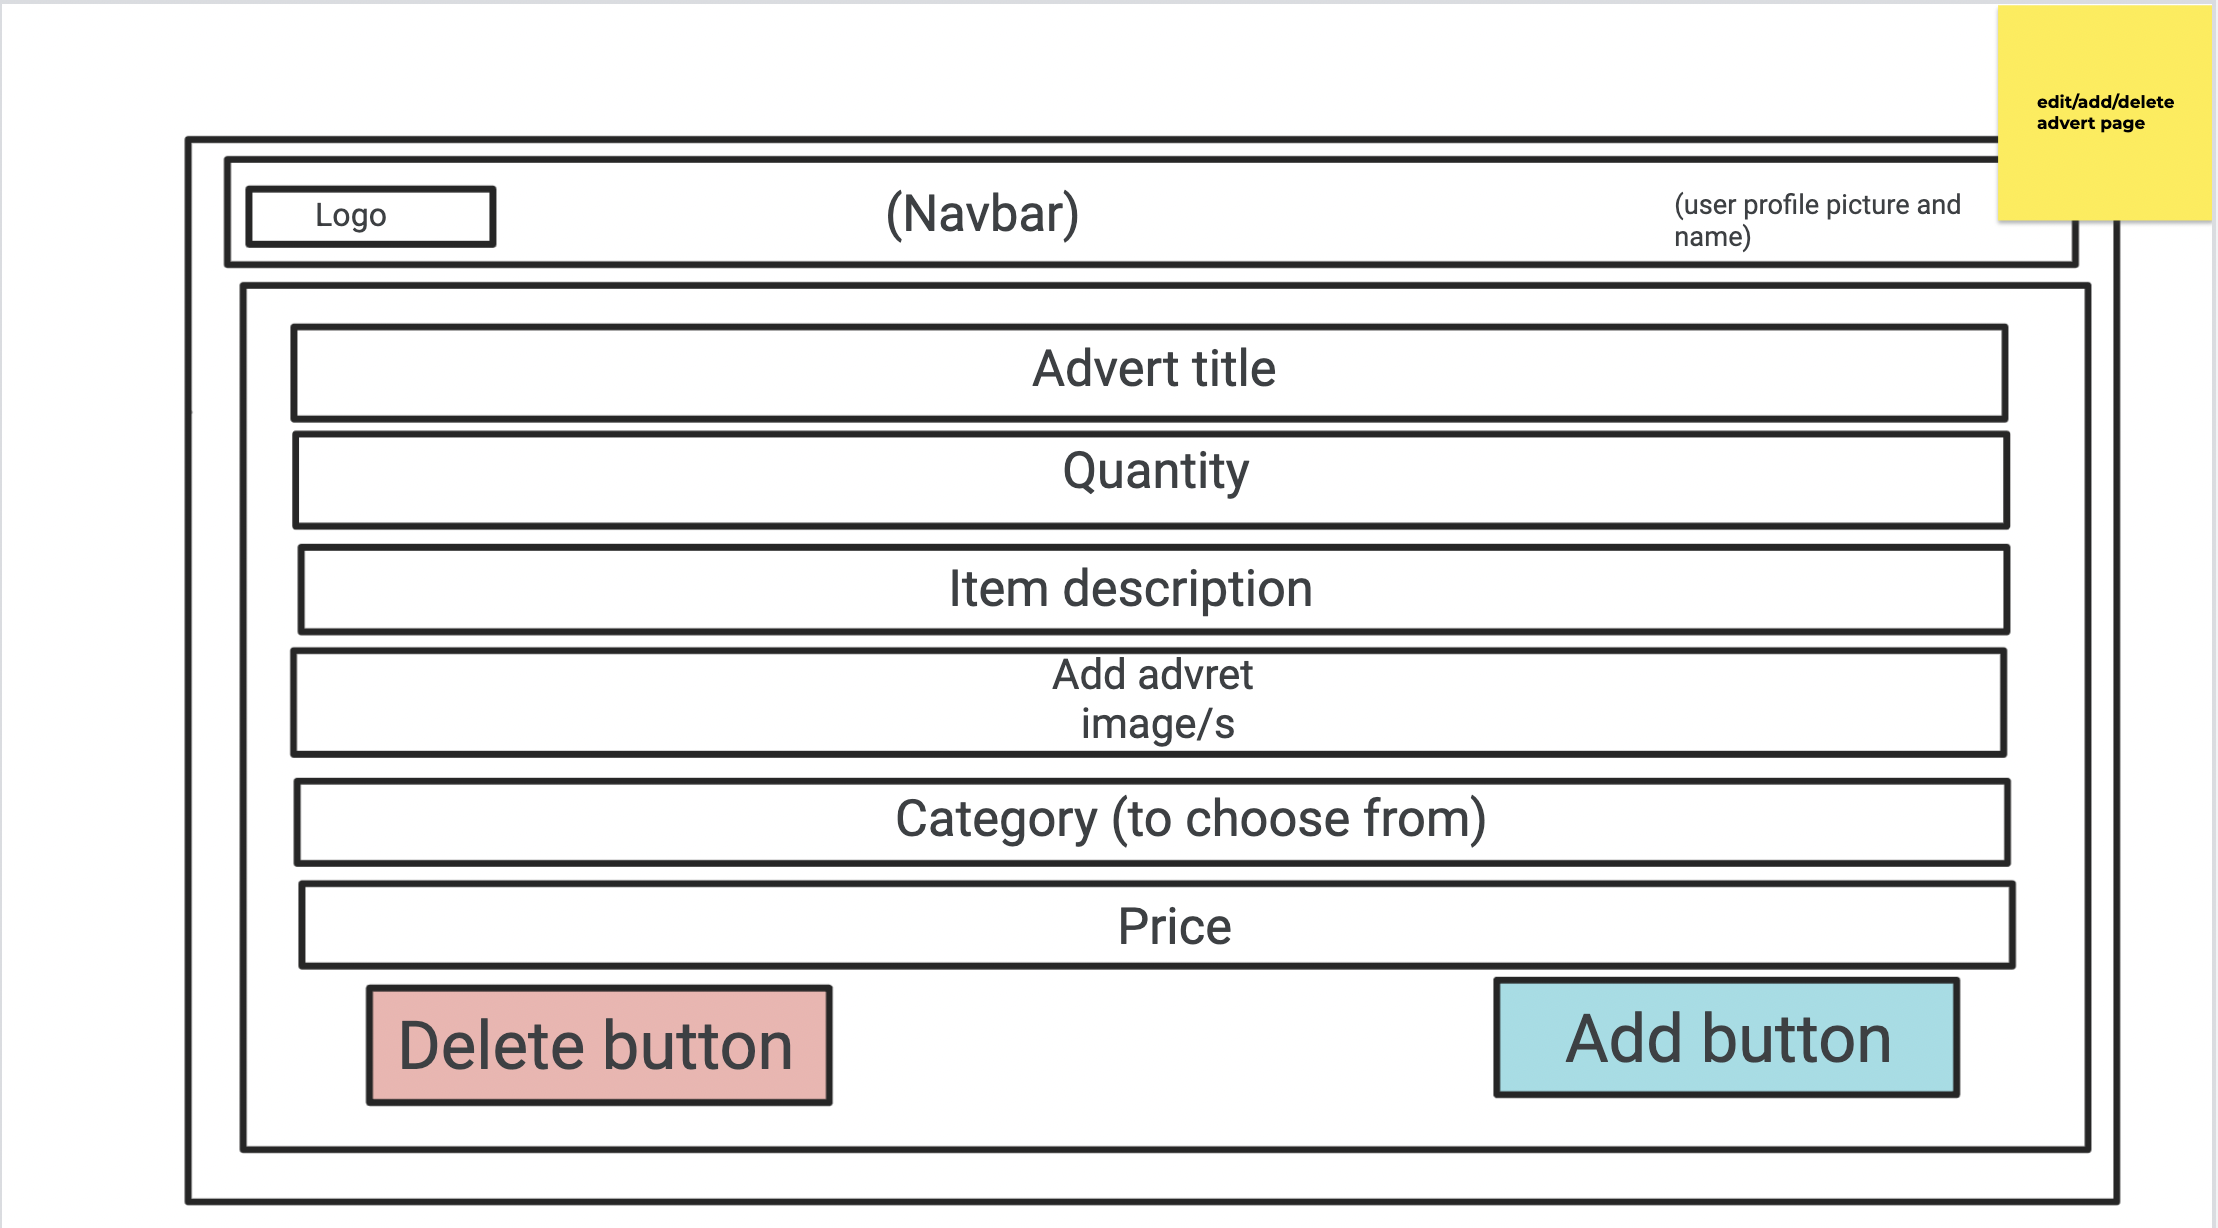 edit/add/delete
advert page
Logo
(Navbar)
(user profile picture and
name)
Advert title
Quantity
Item description
Add advret
image/s
Category (to choose from)
Price
Delete button
Add button